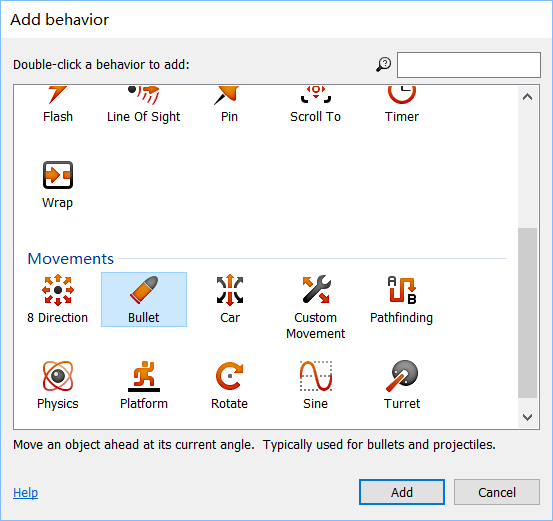 Add behavior
Double-click a behavior to add:
Flash
Line Of Sight
Pin
Scroll To
Timer
Wrap
Movements
8 Direction
Bullet
Car
Custom
Movement
A
B
Pathfinding
Physics
Platform
Rotate
Sine
Turret
Move an object ahead at its current angle.  Typically used for bullets and projectiles.
Help
Add
Cancel